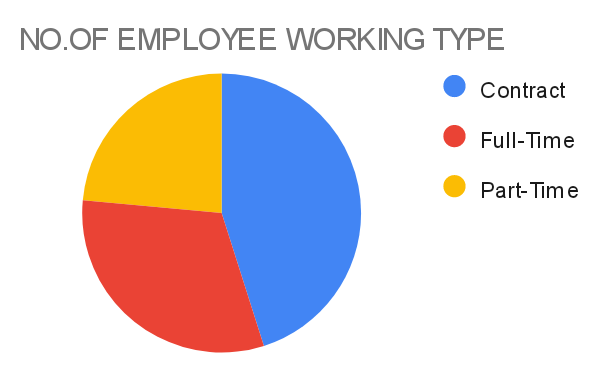 NO.OF EMPLOYEE WORKING TYPE
Contract
Full-Time
Part-Time